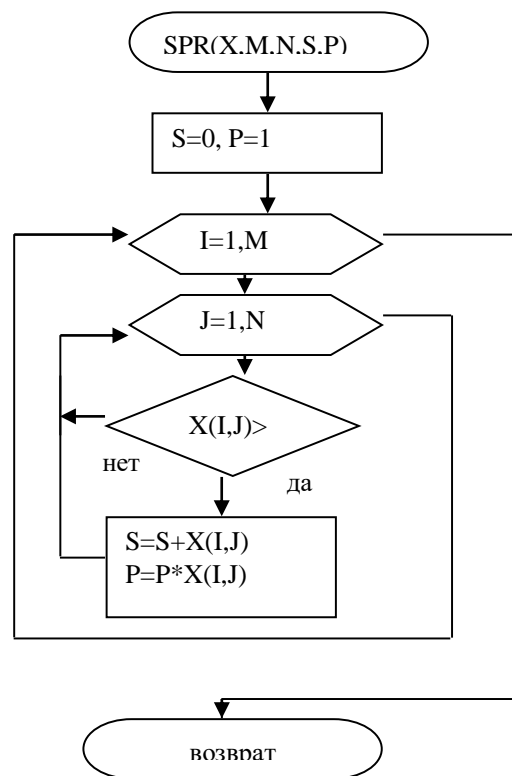 SPR(X,M,N,S,P)
S=0, P=1
I=1,M
J=1,N
X(I,J)>
нет
да
S=S+X(I,J)
P=P*X(I,J)
возврат